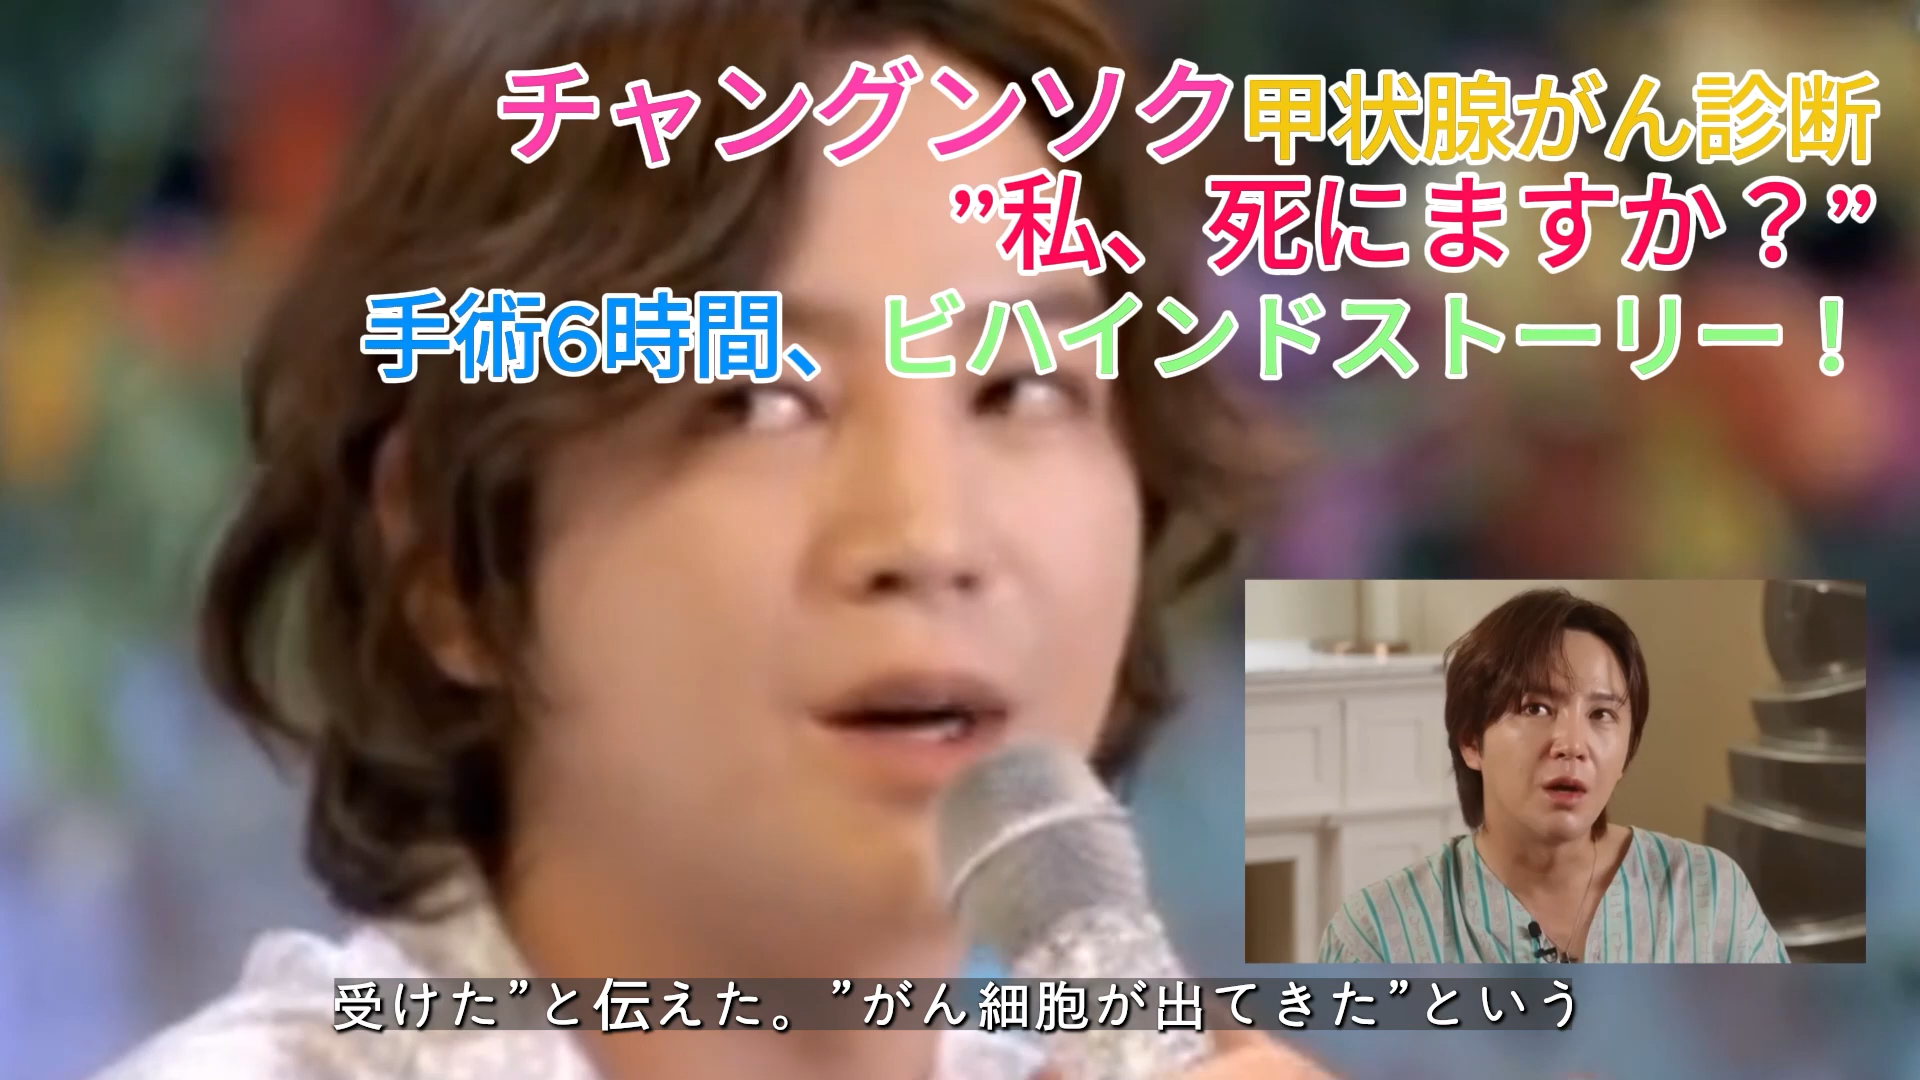 チャングンソク甲状腺がん診断
”私、死にますか？”
手術6時間、ビハインドストーリー！
受けた”と伝えた。”がん細胞が出てきた”という